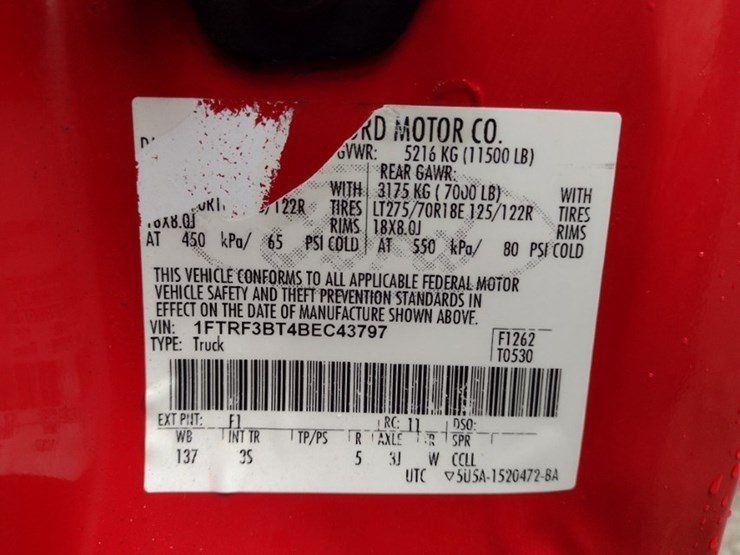 RD MOTOR CO.
GVWR: 5216 KG (11500 LB)
REAR GAWR:
WITH 3175 KG ( 7000 LB) WITH
/122R TIRES LT275/70R18E 125/122R TIRES
18X8.0J RIMS 18X8.0J RIMS
AT 450 kPa/ 65 PSI COLD AT 550 kPa/ 80 PSI COLD
THIS VEHICLE CONFORMS TO ALL APPLICABLE FEDERAL MOTOR
VEHICLE SAFETY AND THEFT PREVENTION STANDARDS IN
EFFECT ON THE DATE OF MANUFACTURE SHOWN ABOVE.
VIN: 1FTRF3BT4BEC43797
TYPE: Truck
F1262
T0530
EXT PNT: F1 RC: 11 DSO:
WB INT TR TP/PS R AXLE TR SPR
137 3S 5 3J W CCLL
UTC ▽5U5A-1520472-BA